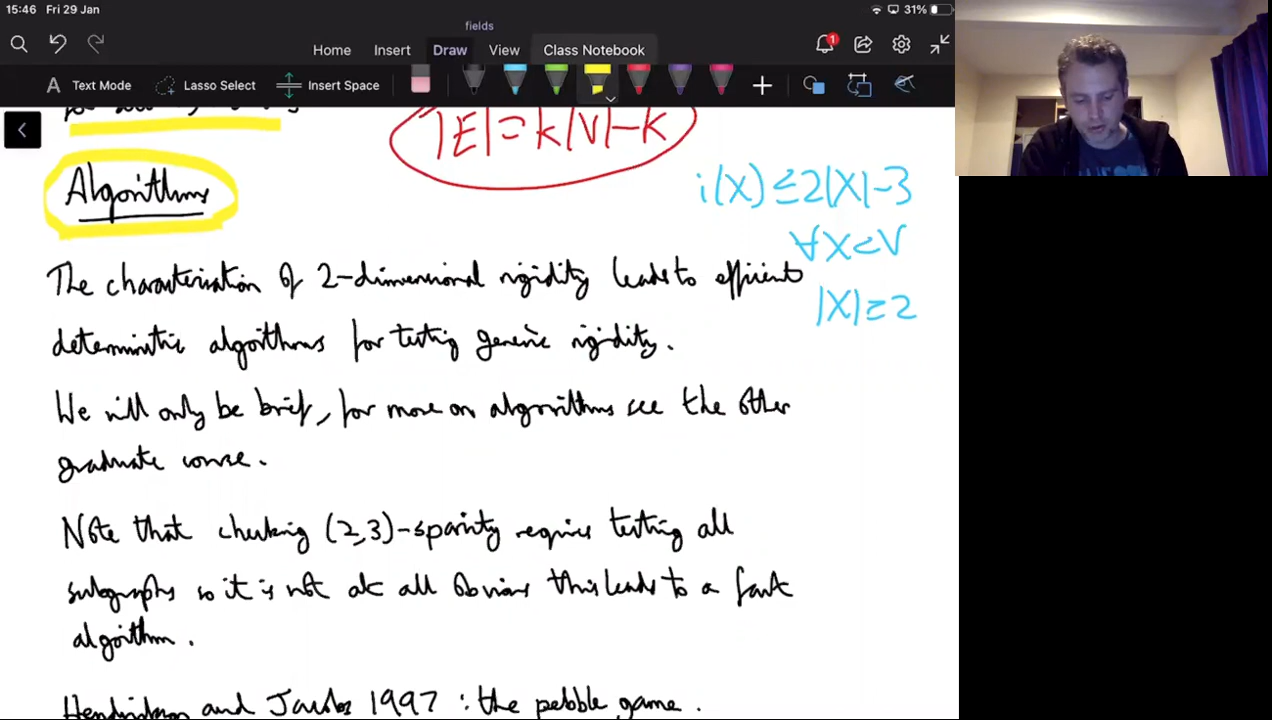 15:46 Fri 29 Jan
31%
fields
Home Insert Draw View Class Notebook
1
Text Mode Lasso Select Insert Space
|E| = k|V| - k
Algorithms
i(X) ≤ 2|X| - 3
∀X⊂V
|X| ≥ 2
The characterisation of 2-dimensional rigidity leads to efficient
deterministic algorithms for testing generic rigidity.
We will only be brief, for more on algorithms see the other
graduate course.
Note that checking (2,3)-sparsity requires testing all
subgraphs so it is not at all obvious this leads to a fast
algorithm.
Hendrickson and Jacobs 1997 : the pebble game.